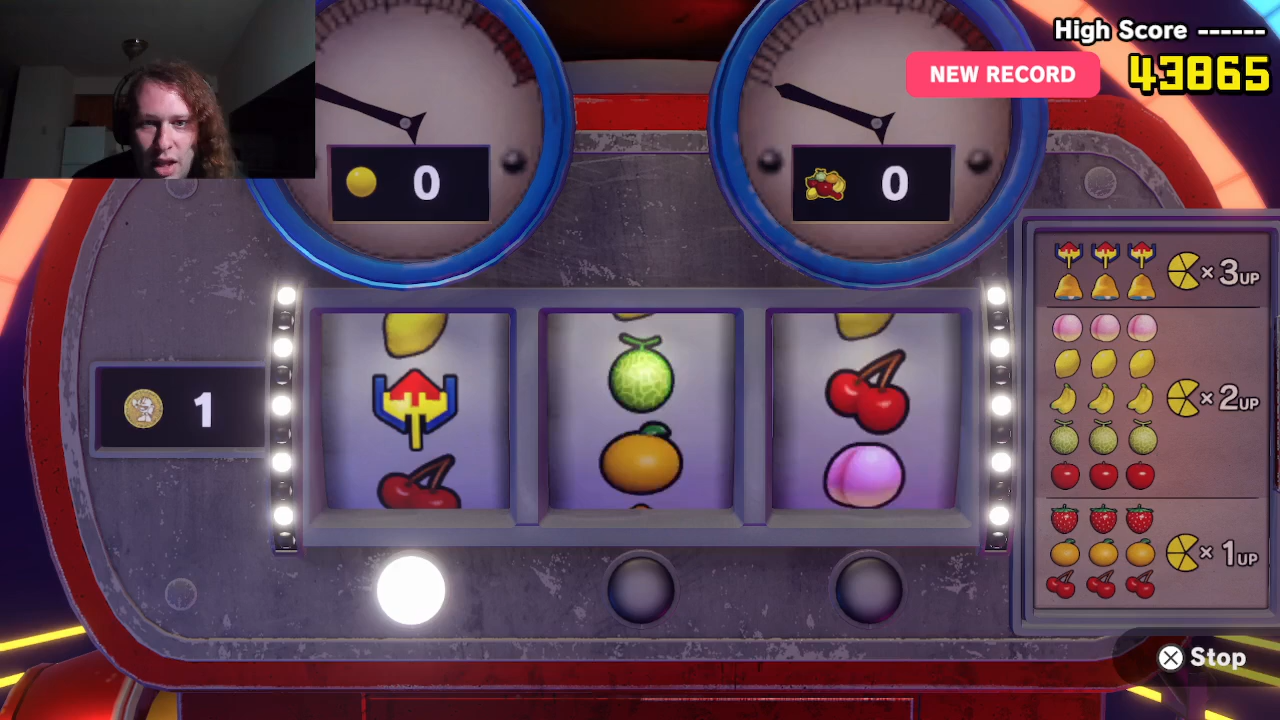 High Score ------
NEW RECORD
43865
0
0
1
× 3UP
× 2UP
× 1UP
Stop